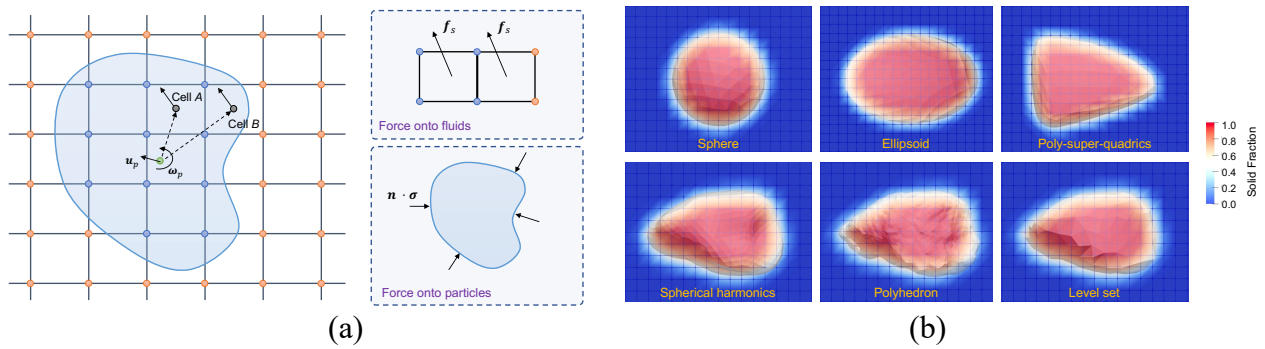 Cell A
Cell B
u_p
ω_p
f_s f_s
Force onto fluids
n · σ
Force onto particles
(a)
Sphere
Ellipsoid
Poly-super-quadrics
Spherical harmonics
Polyhedron
Level set
1.0
0.8
0.6
0.4
0.2
0.0
Solid Fraction
(b)